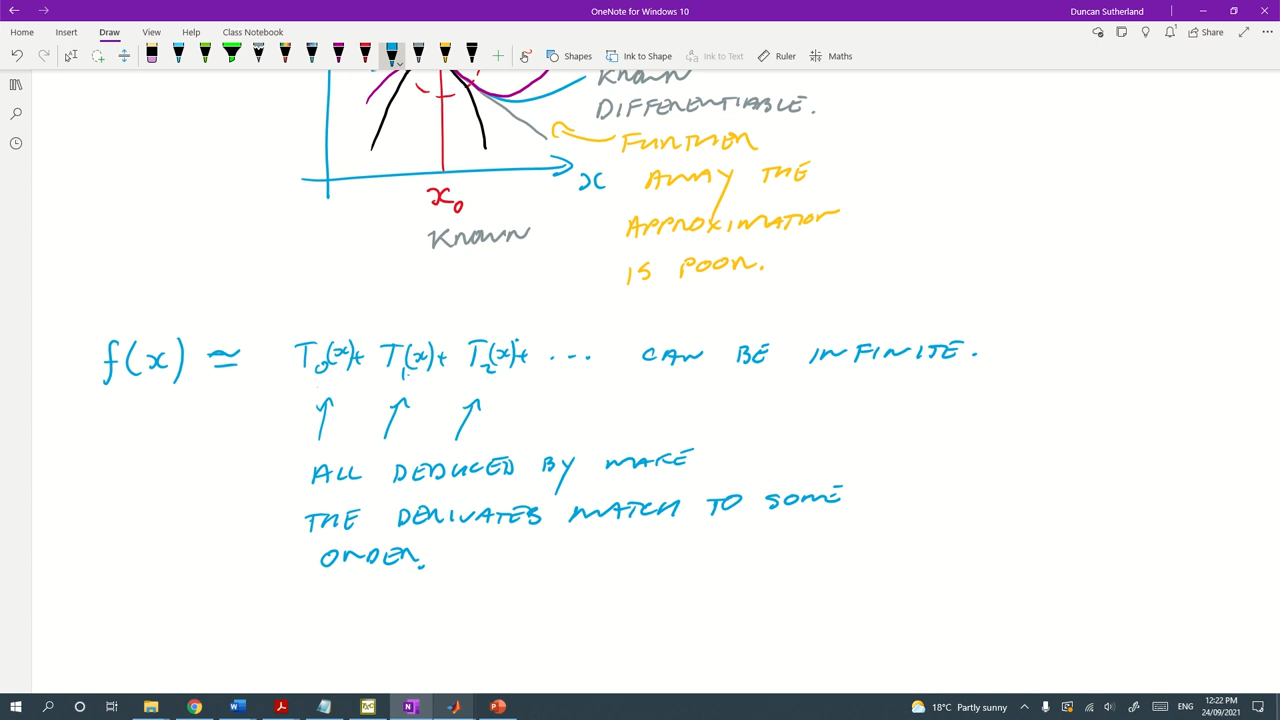 OneNote for Windows 10
Duncan Sutherland
Home Insert Draw View Help Class Notebook
Share
Shapes Ink to Shape Ink to Text Ruler Maths
KNOWN
DIFFERENTIABLE.
FURTHER
AWAY THE
APPROXIMATION
IS POOR.
x
x₀
KNOWN
f(x) ≃ T₀(x)+ T₁(x)+ T₂(x)+ ... CAN BE INFINITE.
ALL DEDUCED BY MAKE
THE DERIVATES MATCH TO SOME
ORDER.
18°C Partly sunny
ENG
12:22 PM
24/09/2021